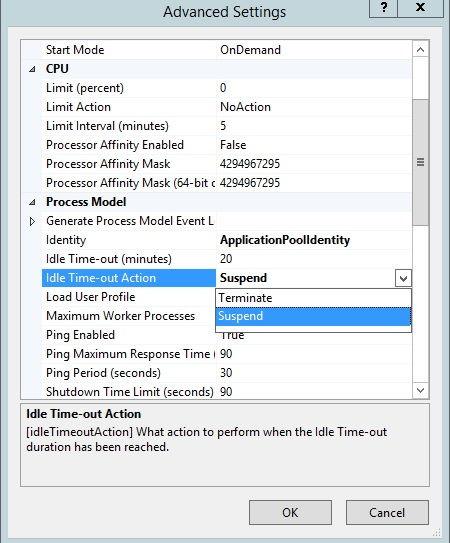 Advanced Settings
? x
Start Mode OnDemand
CPU
Limit (percent) 0
Limit Action NoAction
Limit Interval (minutes) 5
Processor Affinity Enabled False
Processor Affinity Mask 4294967295
Processor Affinity Mask (64-bit o 4294967295
Process Model
Generate Process Model Event L
Identity ApplicationPoolIdentity
Idle Time-out (minutes) 20
Idle Time-out Action Suspend
Load User Profile Terminate
Maximum Worker Processes Suspend
Ping Enabled True
Ping Maximum Response Time ( 90
Ping Period (seconds) 30
Shutdown Time Limit (seconds) 90
Idle Time-out Action
[idleTimeoutAction] What action to perform when the Idle Time-out
duration has been reached.
OK Cancel